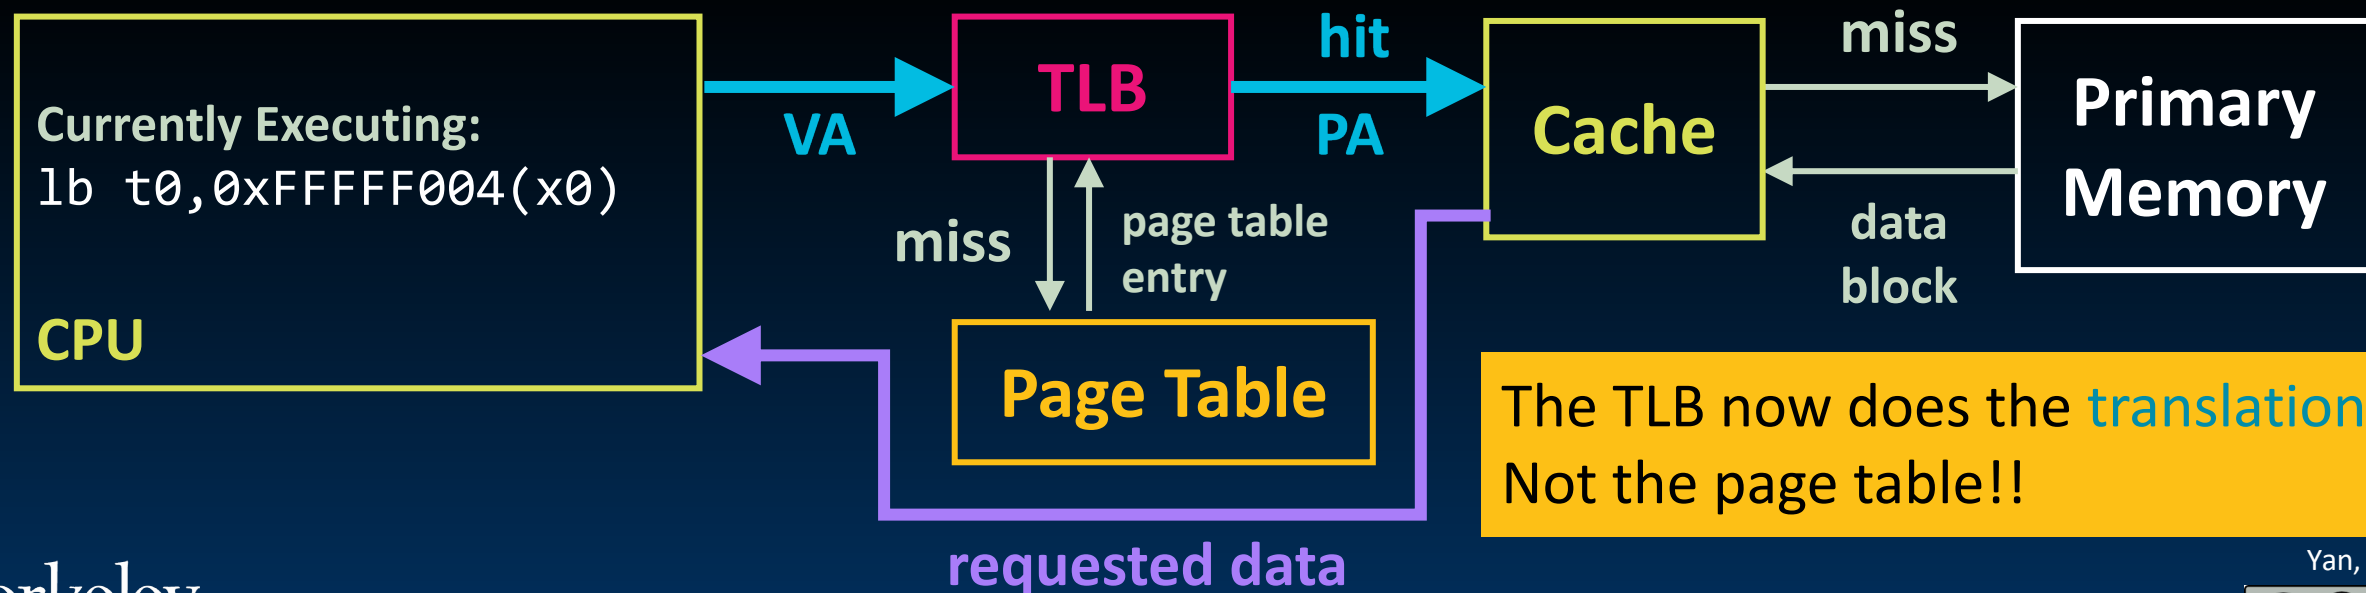 Currently Executing:
lb t0,0xFFFFF004(x0)
CPU
VA
TLB
hit
PA
miss
page table
entry
Page Table
Cache
miss
data
block
Primary
Memory
The TLB now does the translation
Not the page table!!
requested data
Yan,